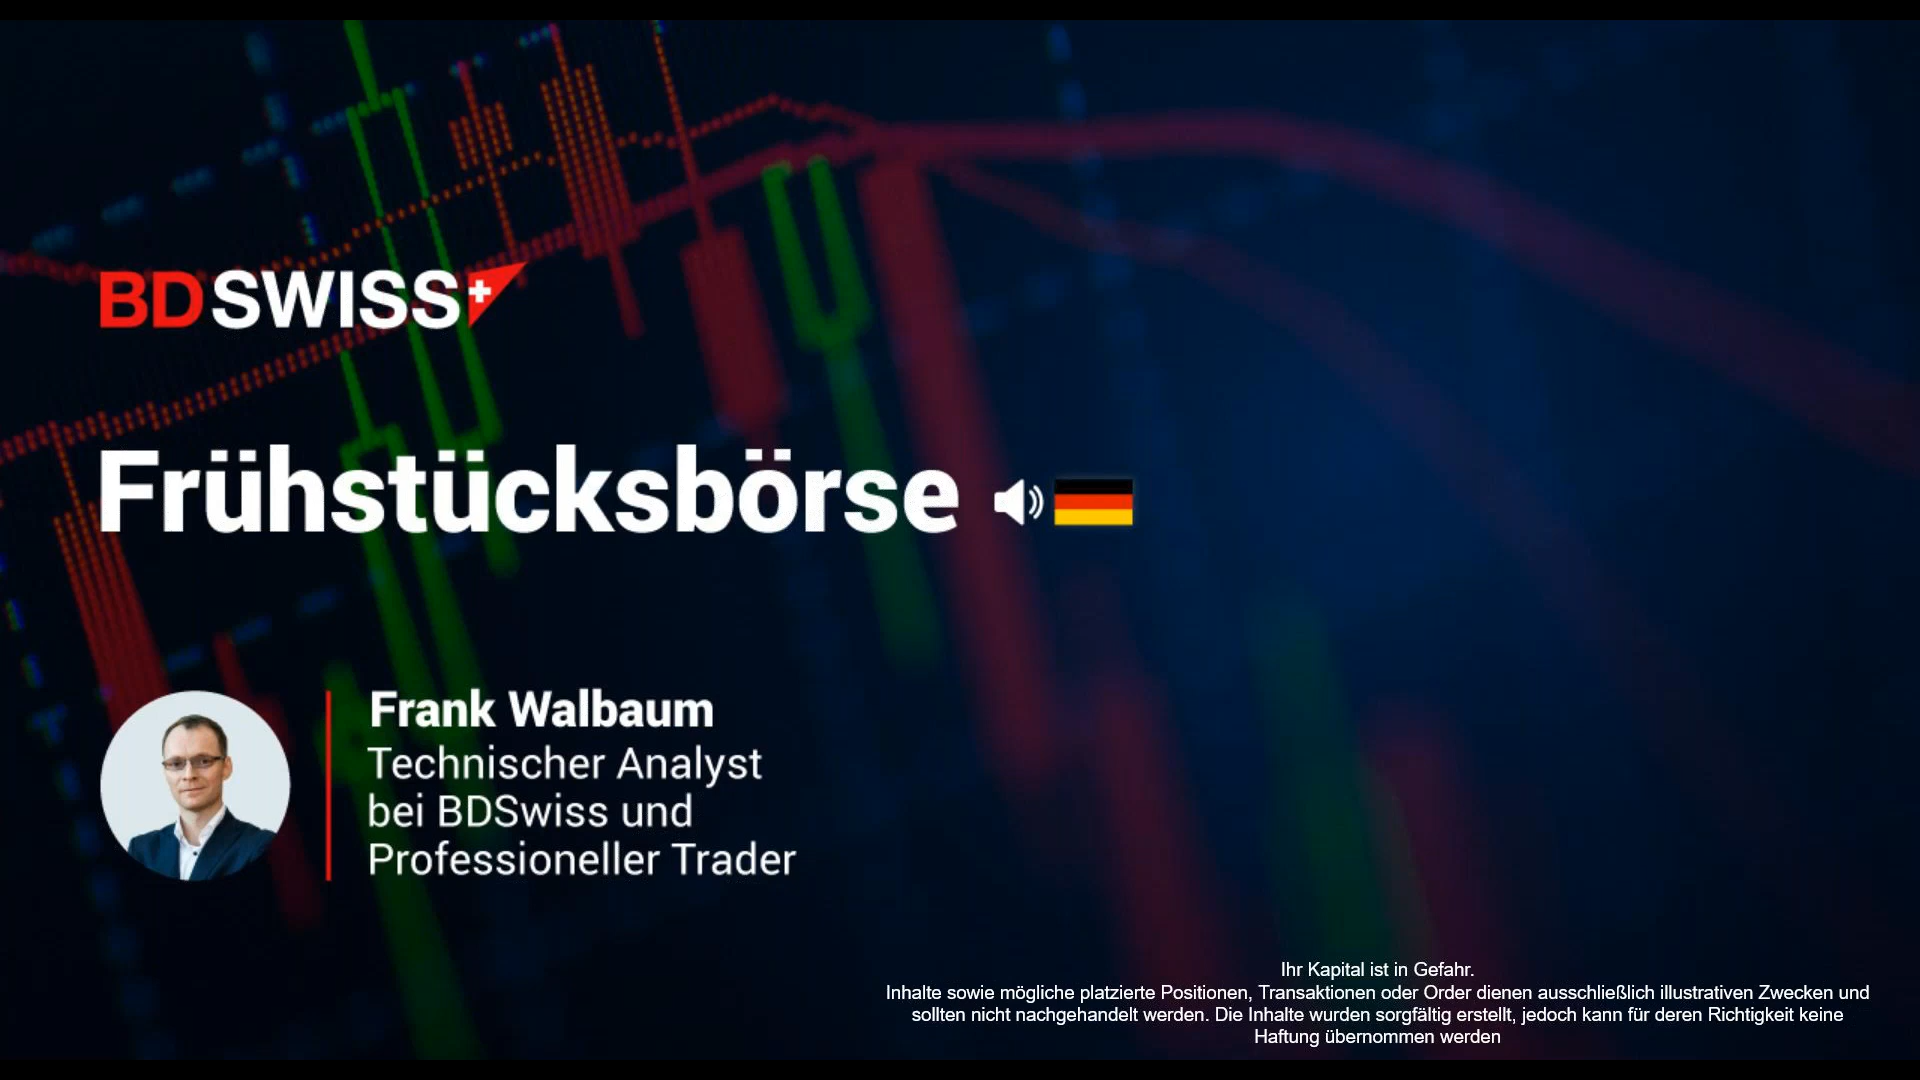 BDSWISS
Frühstücksbörse
Frank Walbaum
Technischer Analyst
bei BDSwiss und
Professioneller Trader
Ihr Kapital ist in Gefahr.
Inhalte sowie mögliche platzierte Positionen, Transaktionen oder Order dienen ausschließlich illustrativen Zwecken und
sollten nicht nachgehandelt werden. Die Inhalte wurden sorgfältig erstellt, jedoch kann für deren Richtigkeit keine
Haftung übernommen werden